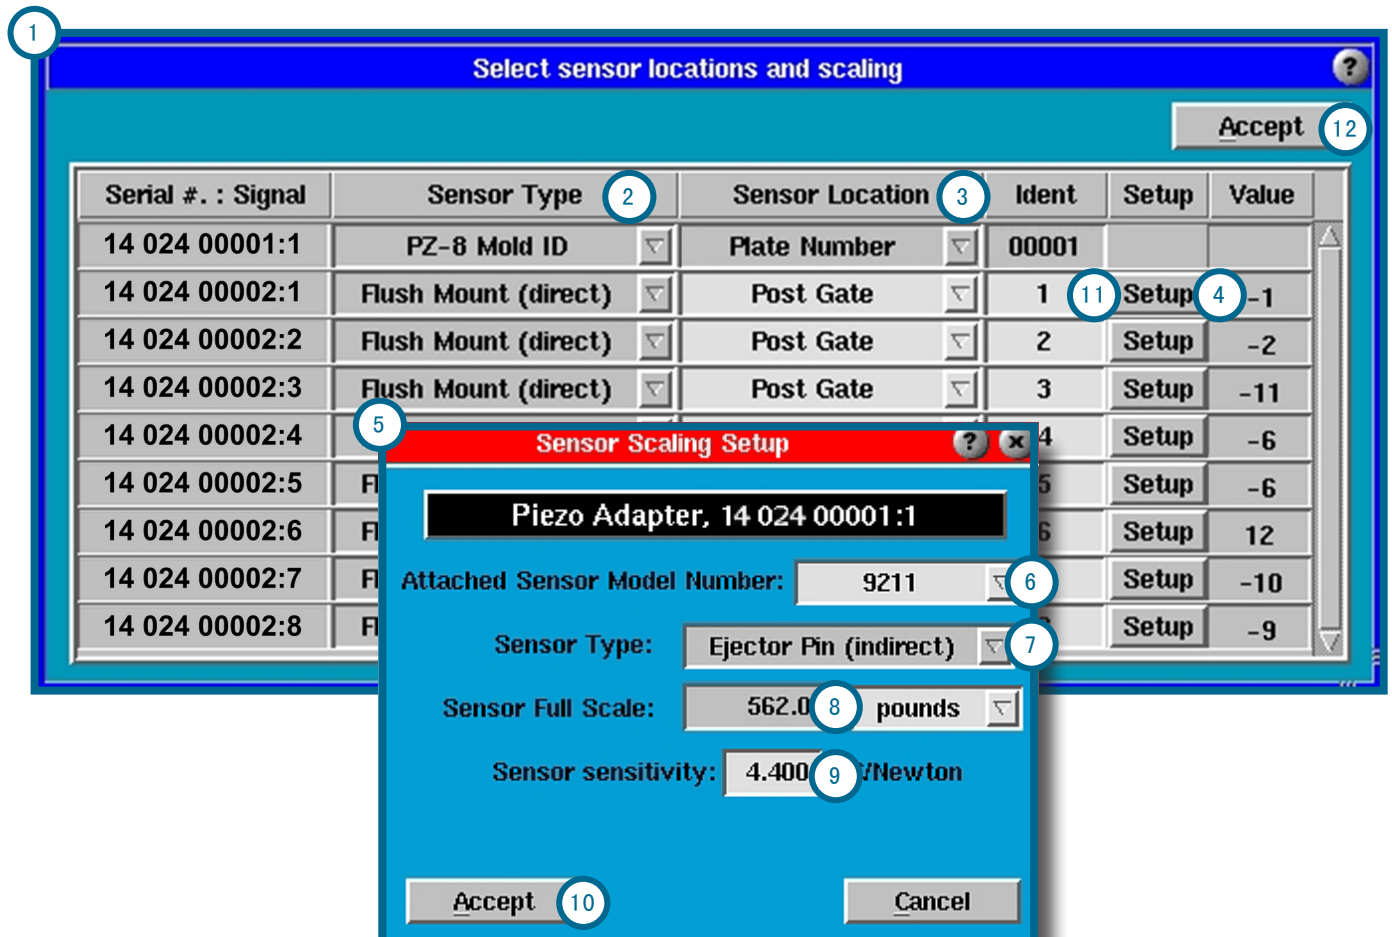 1
Select sensor locations and scaling ?
Accept 12
Serial #. : Signal Sensor Type 2 Sensor Location 3 Ident Setup Value
14 024 00001:1 PZ-8 Mold ID Plate Number 00001
14 024 00002:1 Flush Mount (direct) Post Gate 1 11 Setup 4 -1
14 024 00002:2 Flush Mount (direct) Post Gate 2 Setup -2
14 024 00002:3 Flush Mount (direct) Post Gate 3 Setup -11
14 024 00002:4 4 Setup -6
14 024 00002:5 5 Setup -6
14 024 00002:6 6 Setup 12
14 024 00002:7 Setup -10
14 024 00002:8 Setup -9
5
Sensor Scaling Setup ? x
Piezo Adapter, 14 024 00001:1
Attached Sensor Model Number: 9211 6
Sensor Type: Ejector Pin (indirect) 7
Sensor Full Scale: 562.0 8 pounds
Sensor sensitivity: 4.400 9 /Newton
Accept 10 Cancel